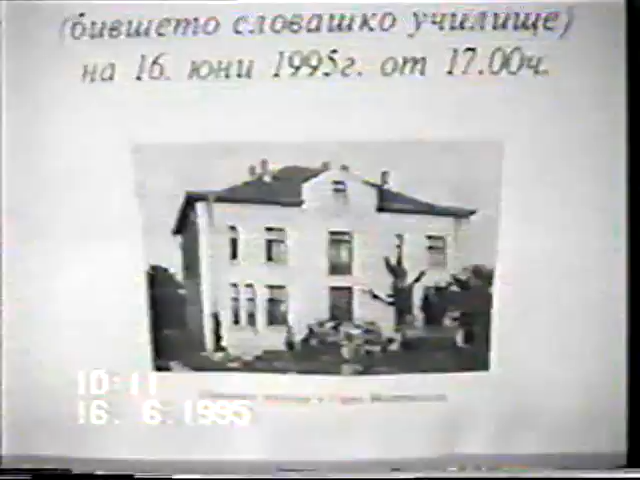 (бившето словашко училище)
на 16. юни 1995г. от 17.00ч.
10:11
16. 6.1995